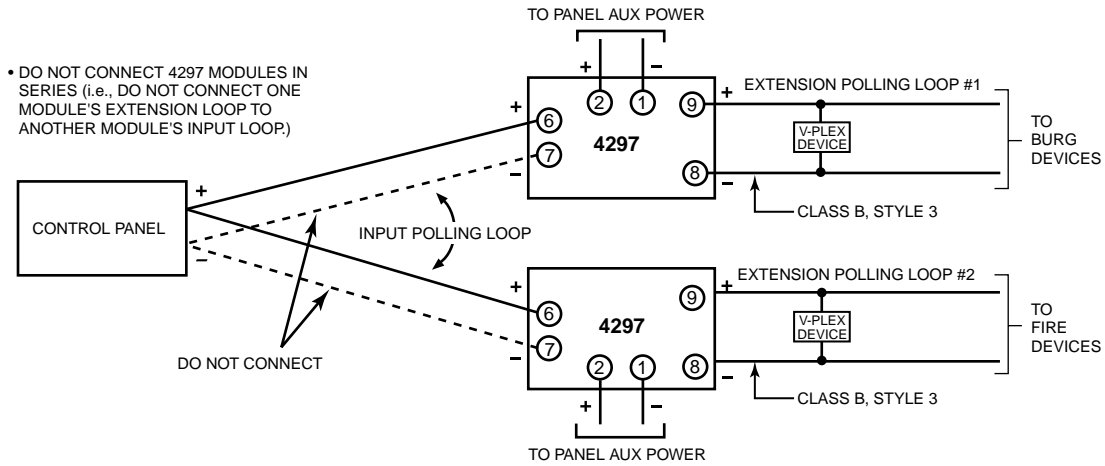 TO PANEL AUX POWER
• DO NOT CONNECT 4297 MODULES IN
SERIES (i.e., DO NOT CONNECT ONE
MODULE'S EXTENSION LOOP TO
ANOTHER MODULE'S INPUT LOOP.)
+ –
2 1 9
+ 6
– 7
4297
8
+ EXTENSION POLLING LOOP #1
V-PLEX
DEVICE
–
TO
BURG
DEVICES
CLASS B, STYLE 3
CONTROL PANEL
+
–
INPUT POLLING LOOP
DO NOT CONNECT
+ 6
– 7
4297
9
8
2 1
+ –
EXTENSION POLLING LOOP #2
+
V-PLEX
DEVICE
–
TO
FIRE
DEVICES
CLASS B, STYLE 3
TO PANEL AUX POWER